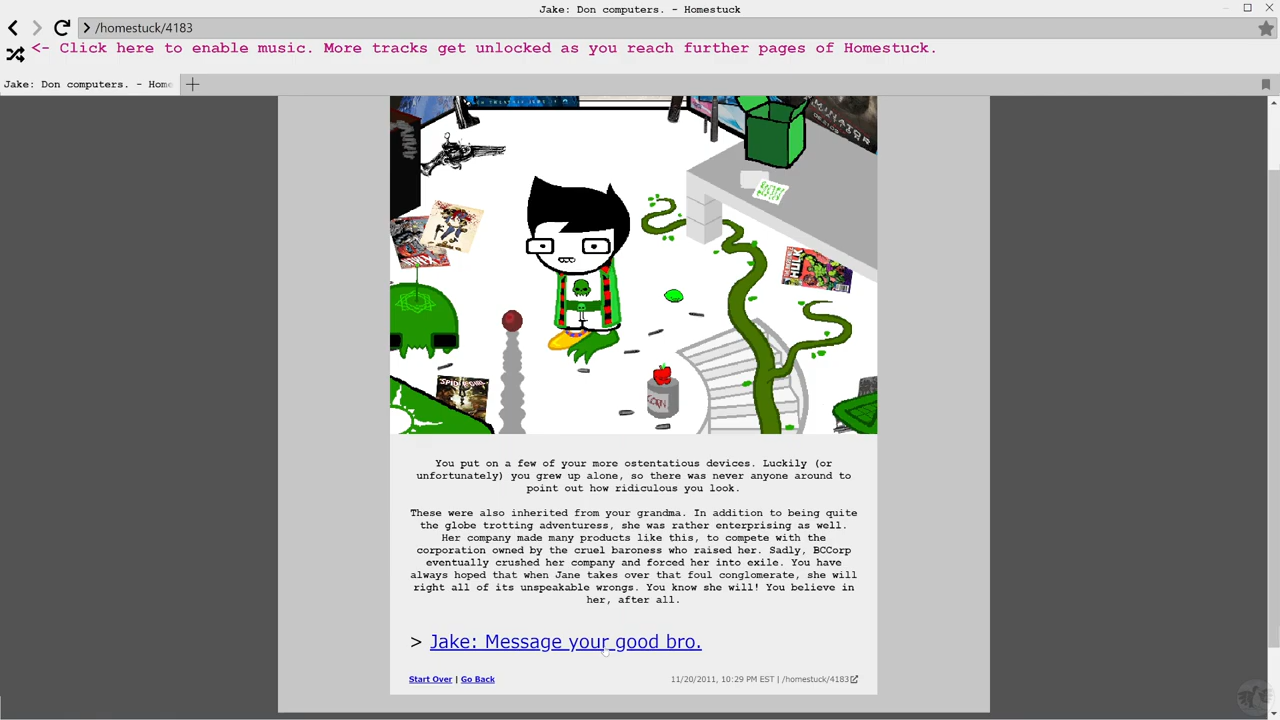 Jake: Don computers. - Homestuck
/homestuck/4183
<- Click here to enable music. More tracks get unlocked as you reach further pages of Homestuck.
Jake: Don computers. - Home
HULK
CORN
You put on a few of your more ostentatious devices. Luckily (or
unfortunately) you grew up alone, so there was never anyone around to
point out how ridiculous you look.
These were also inherited from your grandma. In addition to being quite
the globe trotting adventuress, she was rather enterprising as well.
Her company made many products like this, to compete with the
corporation owned by the cruel baroness who raised her. Sadly, BCCorp
eventually crushed her company and forced her into exile. You have
always hoped that when Jane takes over that foul conglomerate, she will
right all of its unspeakable wrongs. You know she will! You believe in
her, after all.
> Jake: Message your good bro.
Start Over | Go Back
11/20/2011, 10:29 PM EST | /homestuck/4183